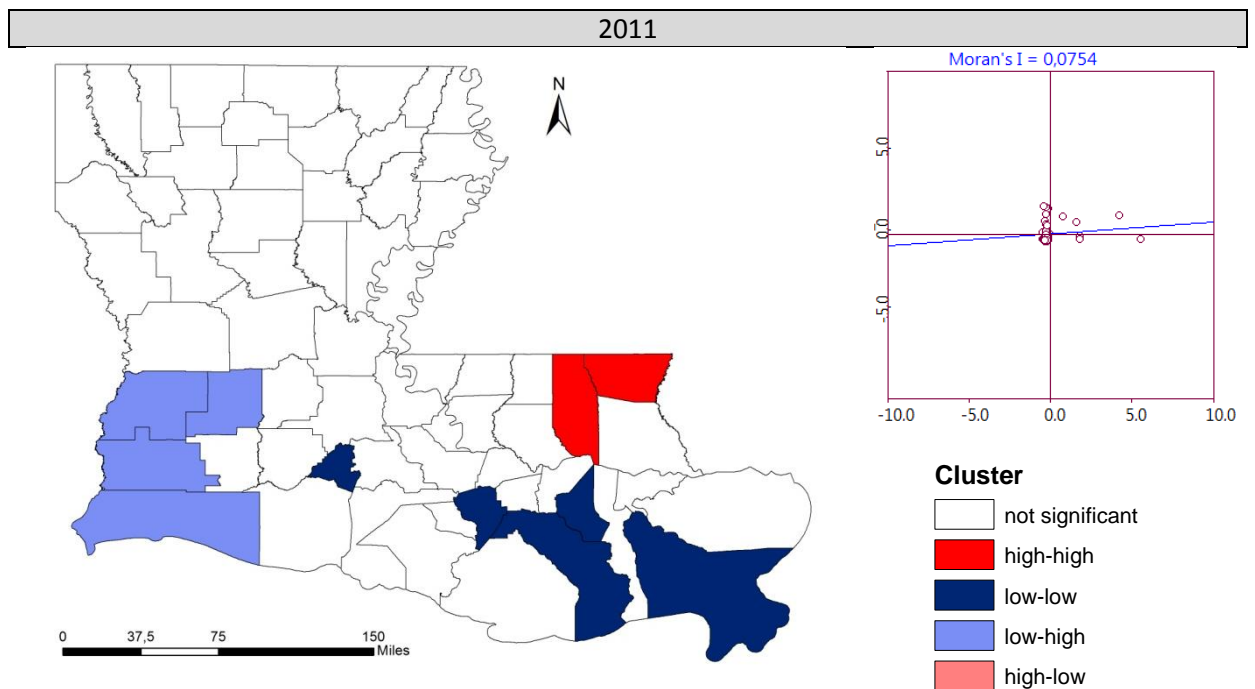 2011
N
0 37,5 75 150
Miles
Moran's I = 0,0754
5.0
0.0
-5.0
-10.0 -5.0 0.0 5.0 10.0
Cluster
not significant
high-high
low-low
low-high
high-low